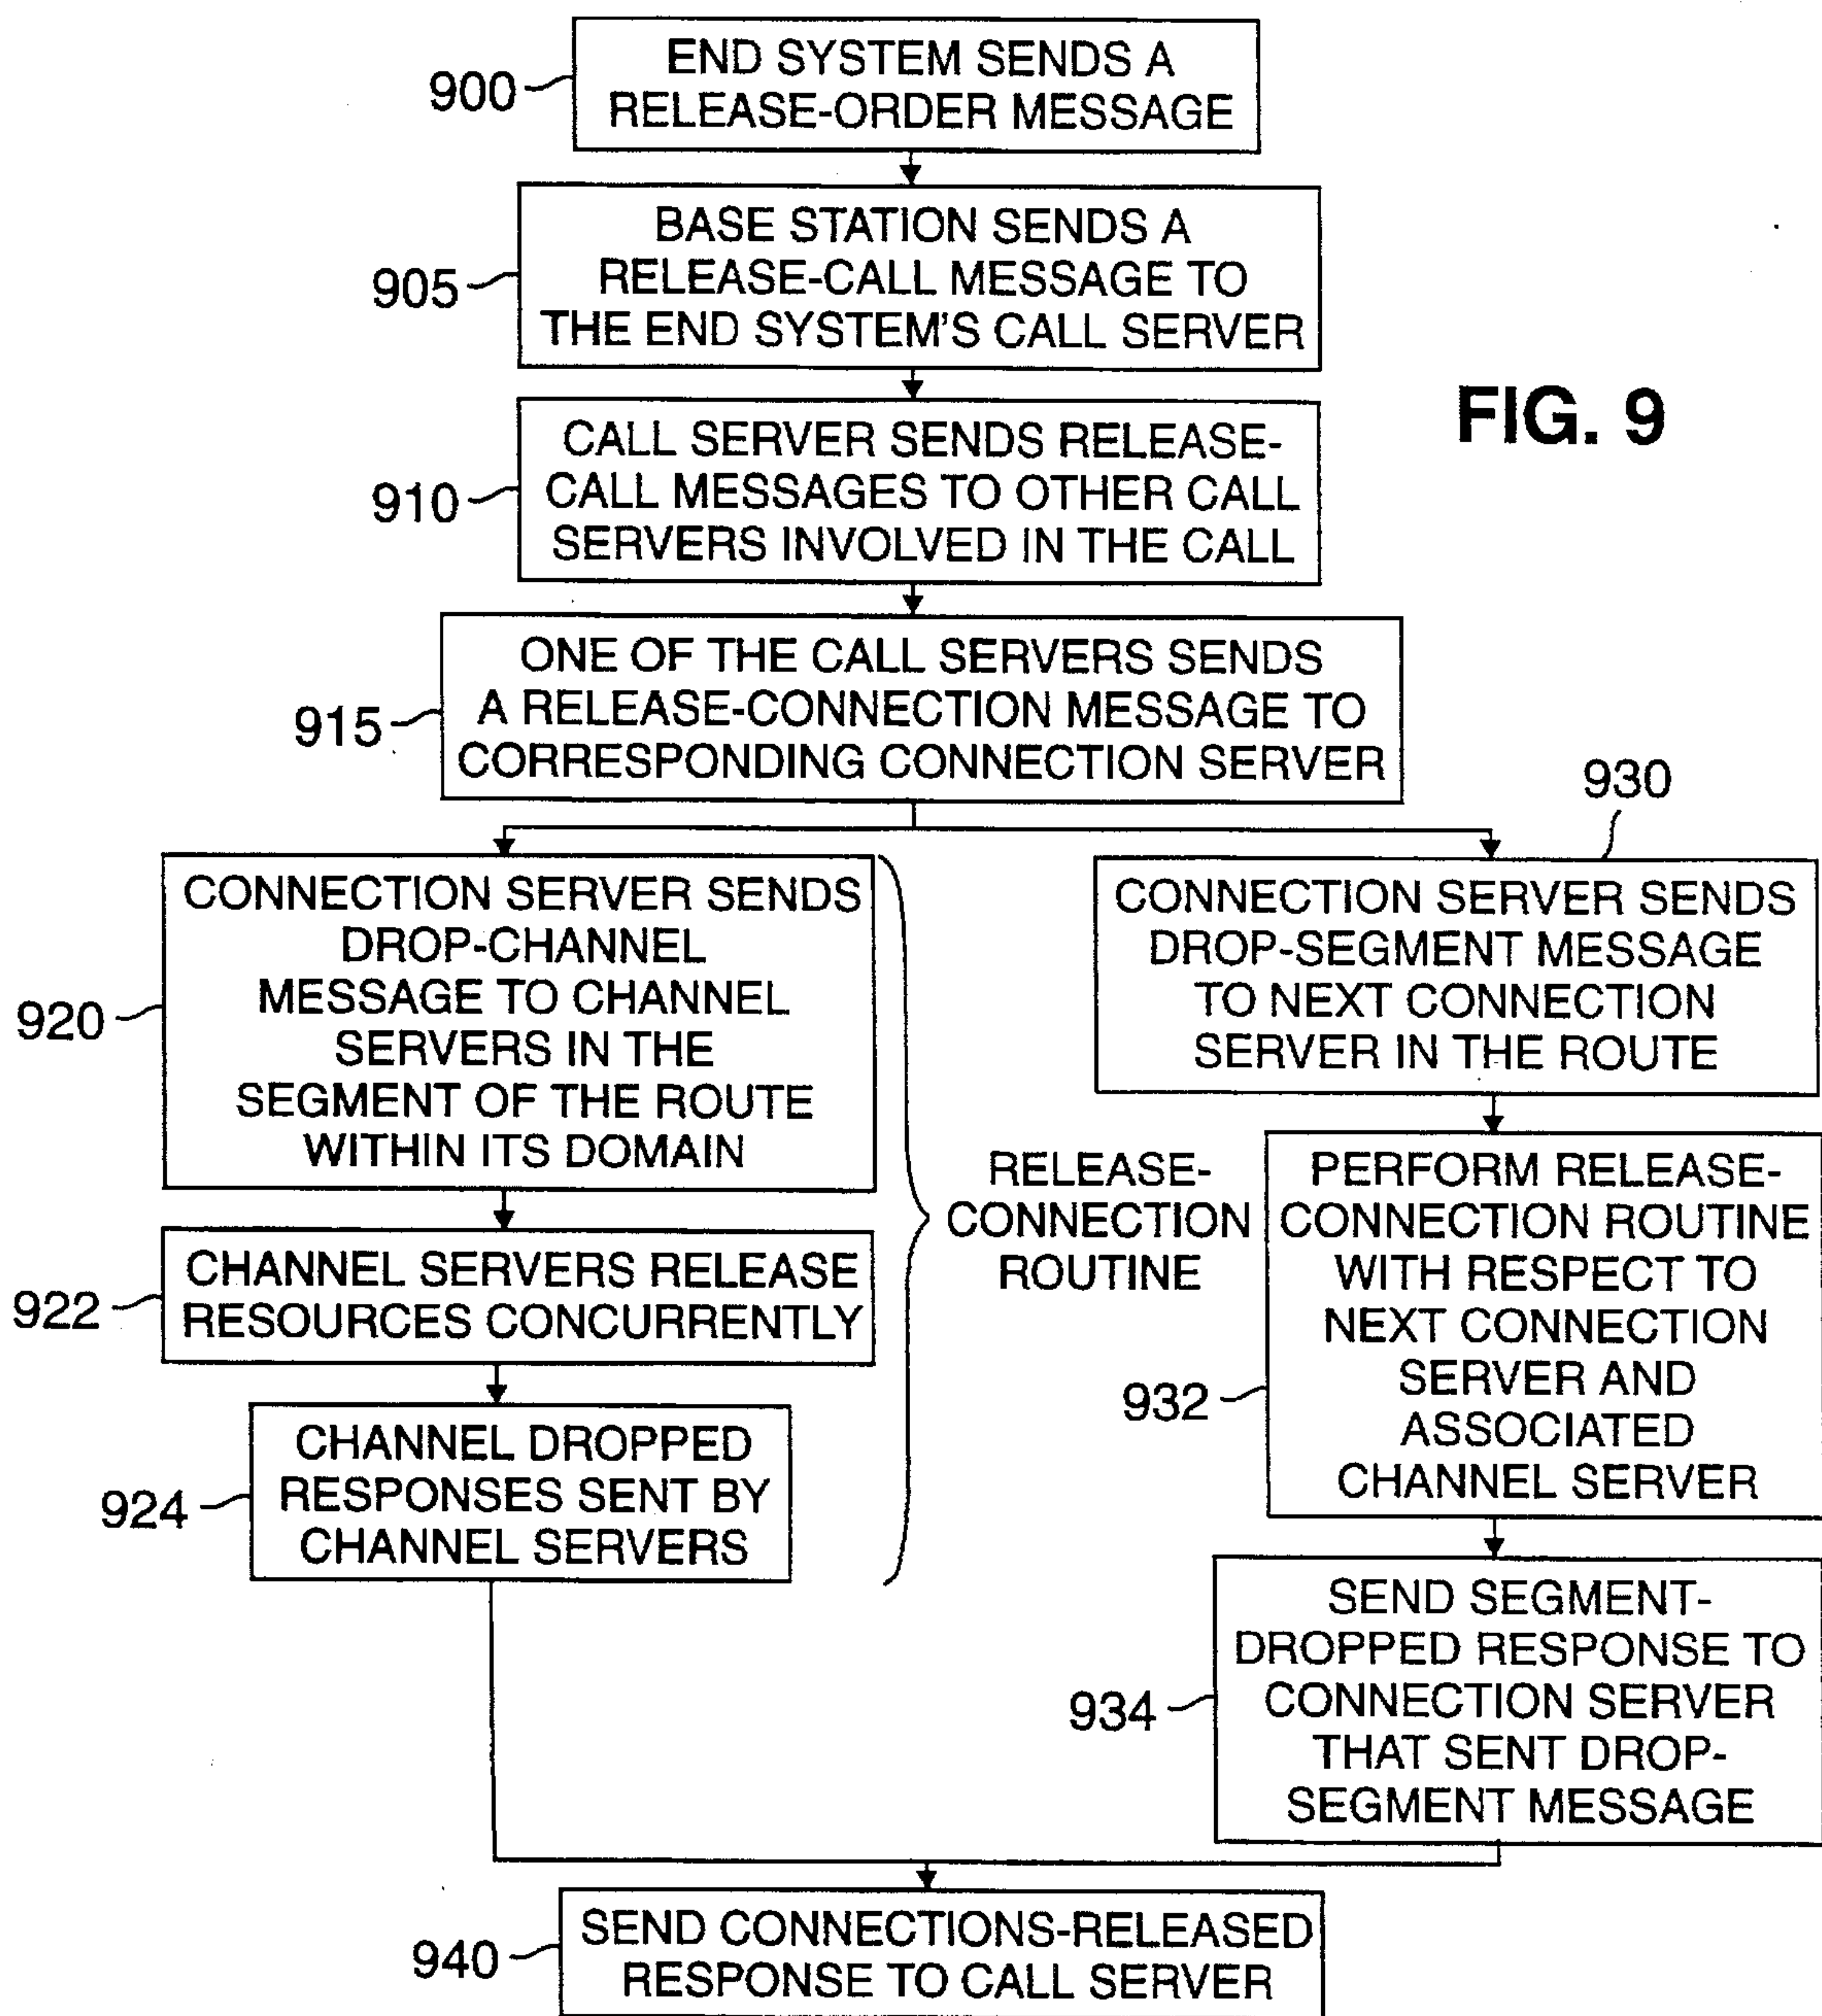 END SYSTEM SENDS A
RELEASE-ORDER MESSAGE
900
BASE STATION SENDS A
RELEASE-CALL MESSAGE TO
THE END SYSTEM'S CALL SERVER
905
FIG. 9
CALL SERVER SENDS RELEASE-
CALL MESSAGES TO OTHER CALL
SERVERS INVOLVED IN THE CALL
910
ONE OF THE CALL SERVERS SENDS
A RELEASE-CONNECTION MESSAGE TO
CORRESPONDING CONNECTION SERVER
915
CONNECTION SERVER SENDS
DROP-CHANNEL
MESSAGE TO CHANNEL
SERVERS IN THE
SEGMENT OF THE ROUTE
WITHIN ITS DOMAIN
920
CHANNEL SERVERS RELEASE
RESOURCES CONCURRENTLY
922
CHANNEL DROPPED
RESPONSES SENT BY
CHANNEL SERVERS
924
RELEASE-
CONNECTION
ROUTINE
930
CONNECTION SERVER SENDS
DROP-SEGMENT MESSAGE
TO NEXT CONNECTION
SERVER IN THE ROUTE
PERFORM RELEASE-
CONNECTION ROUTINE
WITH RESPECT TO
NEXT CONNECTION
SERVER AND
ASSOCIATED
CHANNEL SERVER
932
SEND SEGMENT-
DROPPED RESPONSE TO
CONNECTION SERVER
THAT SENT DROP-
SEGMENT MESSAGE
934
SEND CONNECTIONS-RELEASED
RESPONSE TO CALL SERVER
940